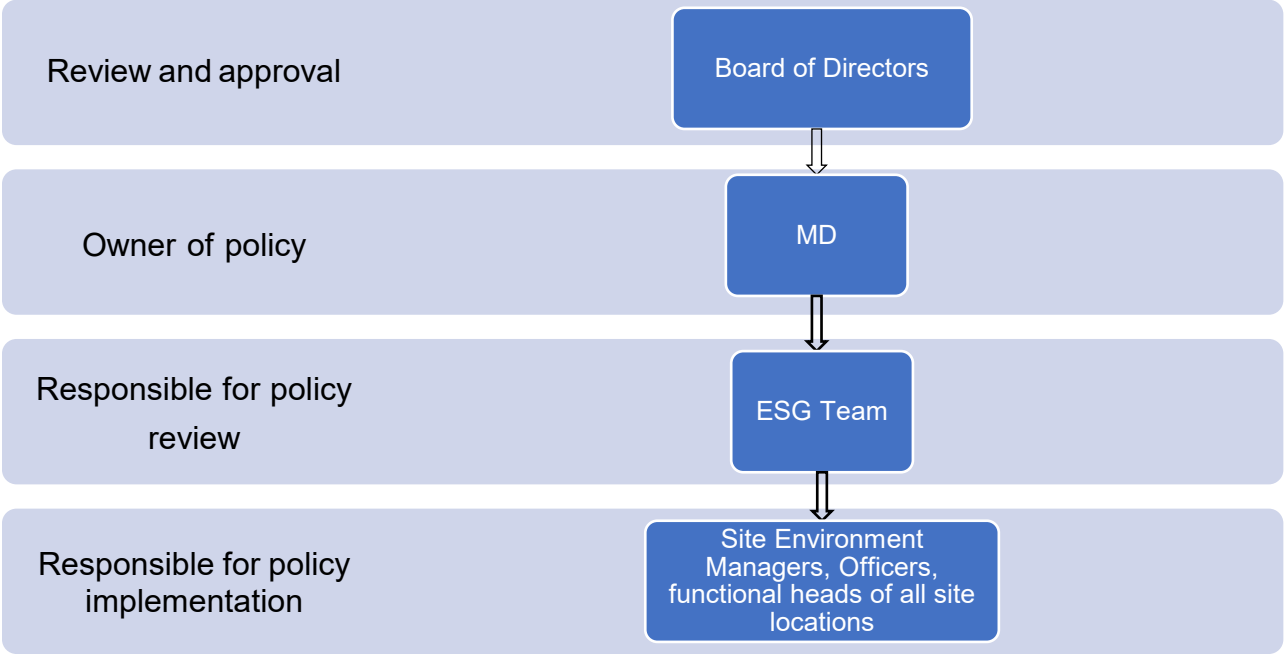 Review and approval
Board of Directors
Owner of policy
MD
Responsible for policy
review
ESG Team
Responsible for policy
implementation
Site Environment
Managers, Officers,
functional heads of all site
locations